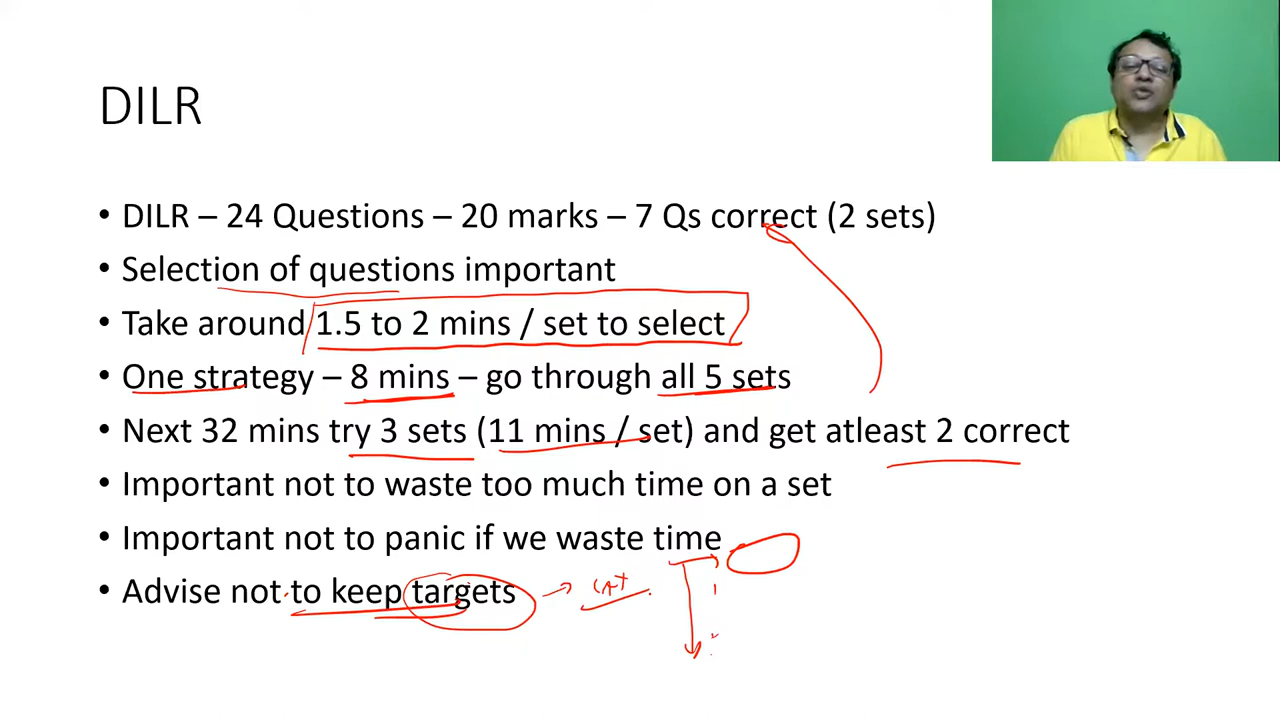 DILR
• DILR – 24 Questions – 20 marks – 7 Qs correct (2 sets)
• Selection of questions important
• Take around 1.5 to 2 mins / set to select
• One strategy – 8 mins – go through all 5 sets
• Next 32 mins try 3 sets (11 mins / set) and get atleast 2 correct
• Important not to waste too much time on a set
• Important not to panic if we waste time
• Advise not to keep targets → CAT